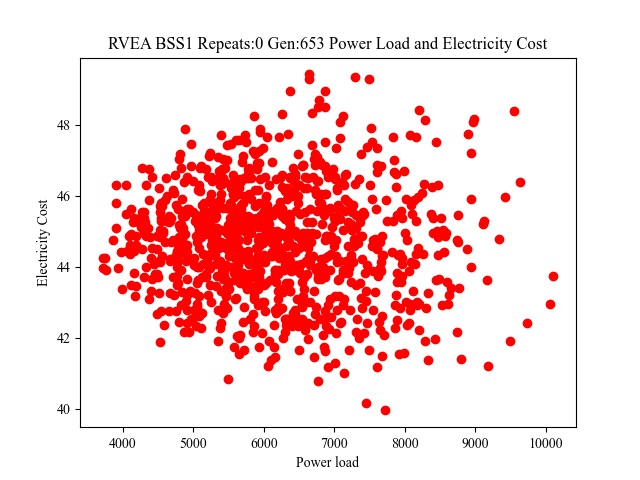 RVEA BSS1 Repeats:0 Gen:653 Power Load and Electricity Cost
48
46
44
42
40
Electricity Cost
4000 5000 6000 7000 8000 9000 10000
Power load